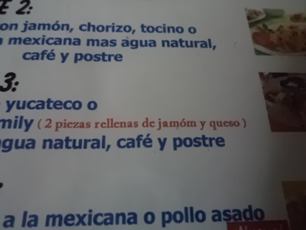 E 2:
on jamón, chorizo, tocino o
a mexicana mas agua natural,
café y postre
3:
yucateco o
mily ( 2 piezas rellenas de jamóm y queso )
gua natural, café y postre
a la mexicana o pollo asado